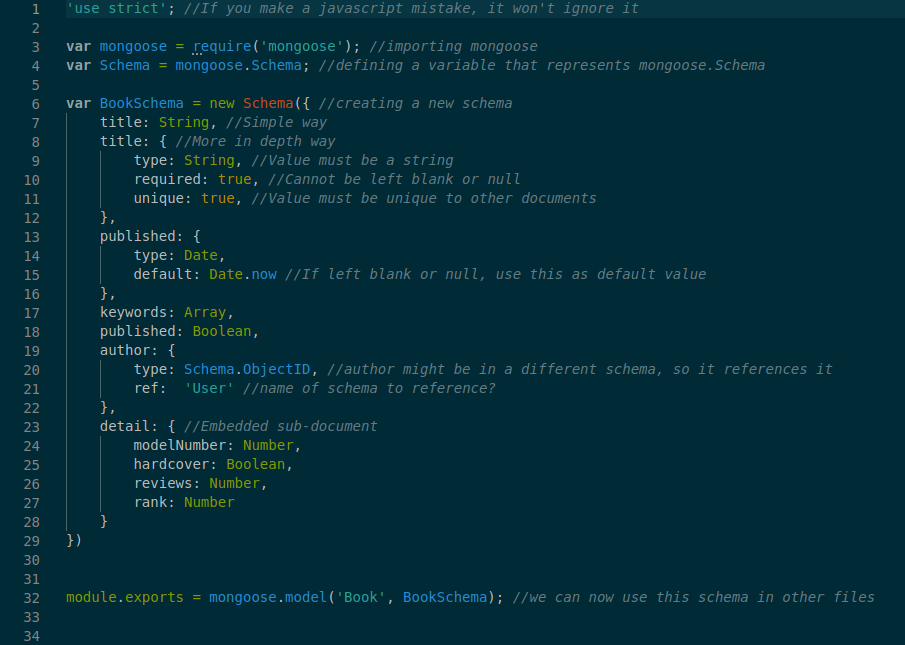 1 'use strict'; //If you make a javascript mistake, it won't ignore it
2
3 var mongoose = require('mongoose'); //importing mongoose
4 var Schema = mongoose.Schema; //defining a variable that represents mongoose.Schema
5
6 var BookSchema = new Schema({ //creating a new schema
7     title: String, //Simple way
8     title: { //More in depth way
9         type: String, //Value must be a string
10         required: true, //Cannot be left blank or null
11         unique: true, //Value must be unique to other documents
12     },
13     published: {
14         type: Date,
15         default: Date.now //If left blank or null, use this as default value
16     },
17     keywords: Array,
18     published: Boolean,
19     author: {
20         type: Schema.ObjectID, //author might be in a different schema, so it references it
21         ref:  'User' //name of schema to reference?
22     },
23     detail: { //Embedded sub-document
24         modelNumber: Number,
25         hardcover: Boolean,
26         reviews: Number,
27         rank: Number
28     }
29 })
30
31
32 module.exports = mongoose.model('Book', BookSchema); //we can now use this schema in other files
33
34